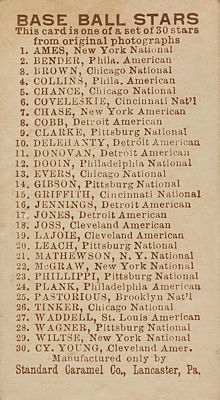 BASE BALL STARS
This card is one of a set of 30 stars
from original photographs
1. AMES, New York National
2. BENDER, Phila. American
3. BROWN, Chicago National
4. COLLINS, Phila. American
5. CHANCE, Chicago National
6. COVELESKIE, Cincinnati Nat'l
7. CHASE, New York American
8. COBB, Detroit American
9. CLARKE, Pittsburg National
10. DELEHANTY, Detroit American
11. DONOVAN, Detroit American
12. DOOIN, Philadelphia National
13. EVERS, Chicago National
14. GIBSON, Pittsburg National
15. GRIFFITH, Cincinnati National
16. JENNINGS, Detroit American
17. JONES, Detroit American
18. JOSS, Cleveland American
19. LAJOIE, Cleveland American
20. LEACH, Pittsburg National
21. MATHEWSON, N. Y. National
22. McGRAW, New York National
23. PHILLIPPI, Pittsburg National
24. PLANK, Philadelphia American
25. PASTORIOUS, Brooklyn Nat'l
26. TINKER, Chicago National
27. WADDELL, St. Louis American
28. WAGNER, Pittsburg National
29. WILTSE, New York National
30. CY. YOUNG, Cleveland Amer.
Manufactured only by
Standard Caramel Co., Lancaster, Pa.